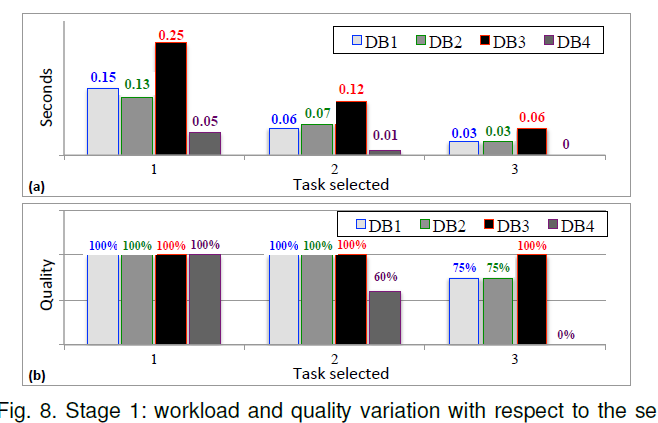 DB1 DB2 DB3 DB4
0.25
0.15 0.13 0.12
0.05 0.06 0.07 0.01 0.03 0.03 0.06 0
Seconds
1 2 3
(a) Task selected
DB1 DB2 DB3 DB4
100% 100% 100% 100% 100% 100% 100% 60% 75% 75% 100% 0%
Quality
1 2 3
(b) Task selected
Fig. 8. Stage 1: workload and quality variation with respect to the se